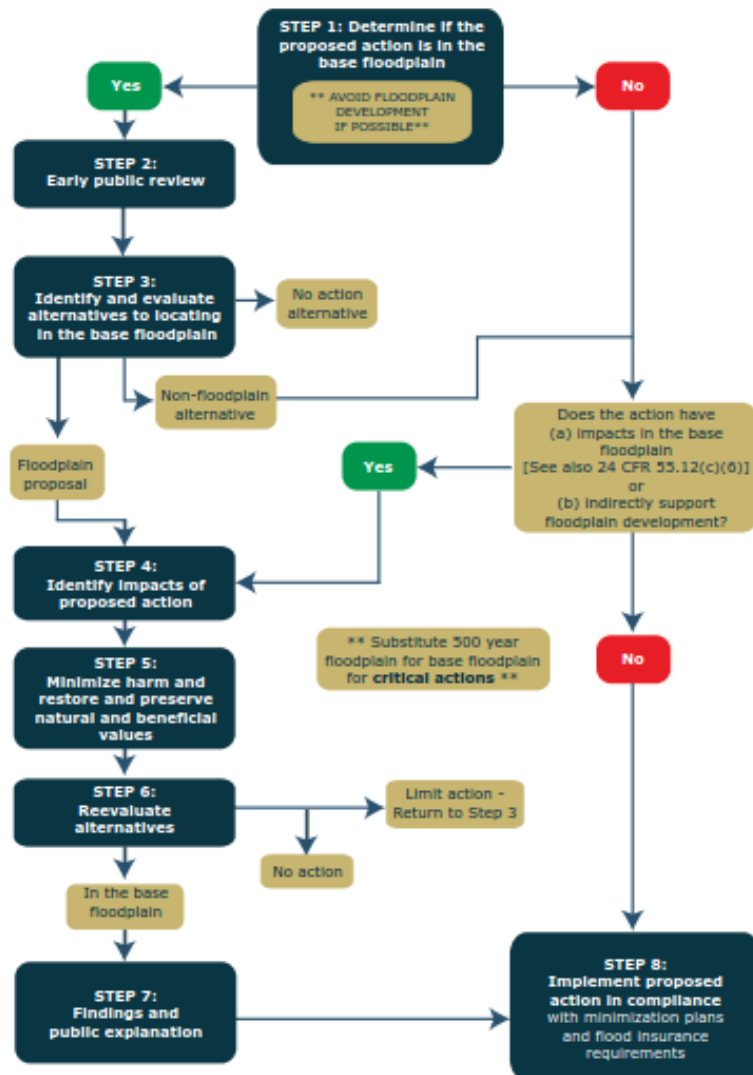 STEP 1: Determine if the
proposed action is in the
base floodplain
** AVOID FLOODPLAIN
DEVELOPMENT
IF POSSIBLE**
Yes
No
STEP 2:
Early public review
STEP 3:
Identify and evaluate
alternatives to locating
in the base floodplain
No action
alternative
Non-floodplain
alternative
Floodplain
proposal
Does the action have
(a) impacts in the base
floodplain
[See also 24 CFR 55.12(c)(6)]
or
(b) indirectly support
floodplain development?
Yes
STEP 4:
Identify impacts of
proposed action
** Substitute 500 year
floodplain for base floodplain
for critical actions **
No
STEP 5:
Minimize harm and
restore and preserve
natural and beneficial
values
STEP 6:
Reevaluate
alternatives
Limit action -
Return to Step 3
No action
In the base
floodplain
STEP 7:
Findings and
public explanation
STEP 8:
Implement proposed
action in compliance
with minimization plans
and flood insurance
requirements